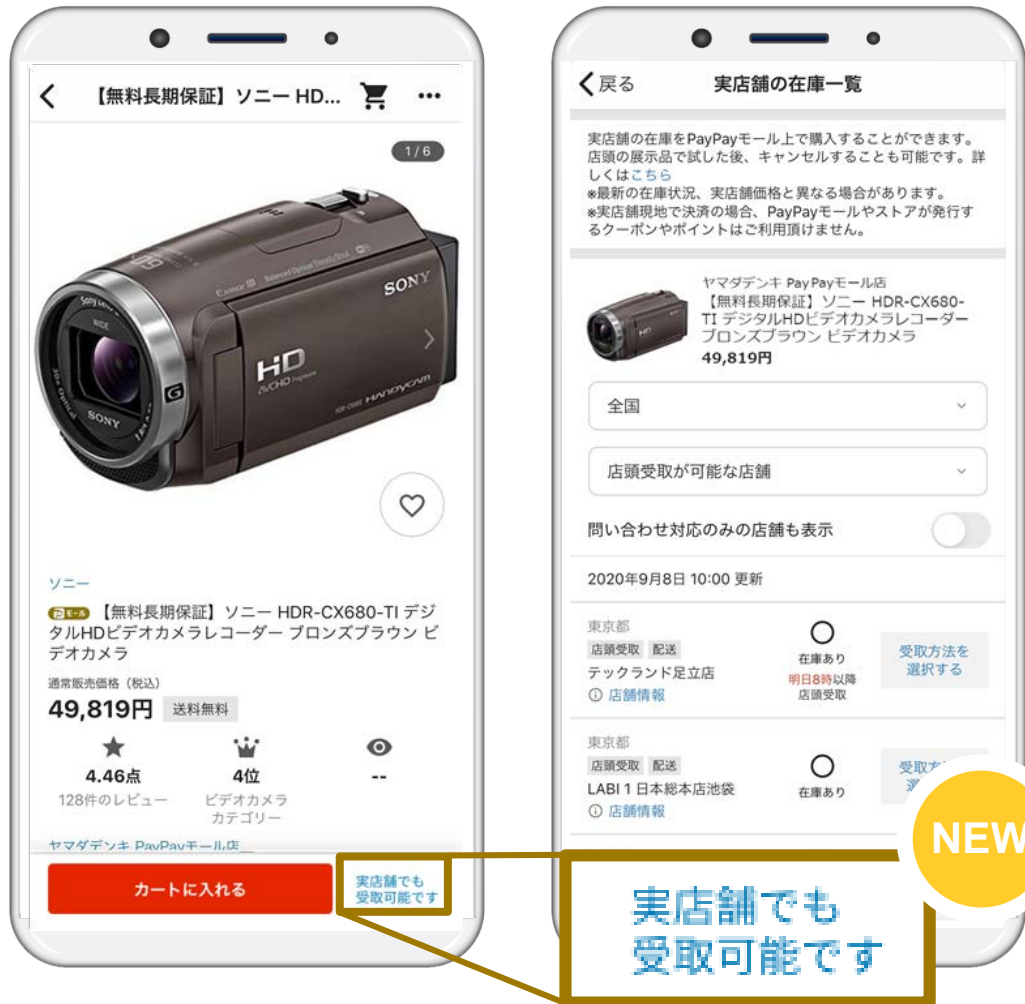 【無料長期保証】ソニー HD...
1/6
SONY
HD
AVCHD
HANDYCAM
WIDE
G
SONY
ソニー
【無料長期保証】ソニー HDR-CX680-TI デジ
タルHDビデオカメラレコーダー ブロンズブラウン ビ
デオカメラ
通常販売価格（税込）
49,819円 送料無料
4.46点 4位 --
128件のレビュー ビデオカメラ
カテゴリー
ヤマダデンキ PayPayモール店
カートに入れる
実店舗でも
受取可能です
戻る 実店舗の在庫一覧
実店舗の在庫をPayPayモール上で購入することができます。
店頭の展示品で試した後、キャンセルすることも可能です。詳
しくはこちら
※最新の在庫状況、実店舗価格と異なる場合があります。
※実店舗現地で決済の場合、PayPayモールやストアが発行す
るクーポンやポイントはご利用頂けません。
ヤマダデンキ PayPayモール店
【無料長期保証】ソニー HDR-CX680-
TI デジタルHDビデオカメラレコーダー
ブロンズブラウン ビデオカメラ
49,819円
全国
店頭受取が可能な店舗
問い合わせ対応のみの店舗も表示
2020年9月8日 10:00 更新
東京都
店頭受取 配送
テックランド足立店
店舗情報
在庫あり
明日8時以降
店頭受取
受取方法を
選択する
東京都
店頭受取 配送
LABI 1 日本総本店池袋
店舗情報
在庫あり
NEW
実店舗でも
受取可能です